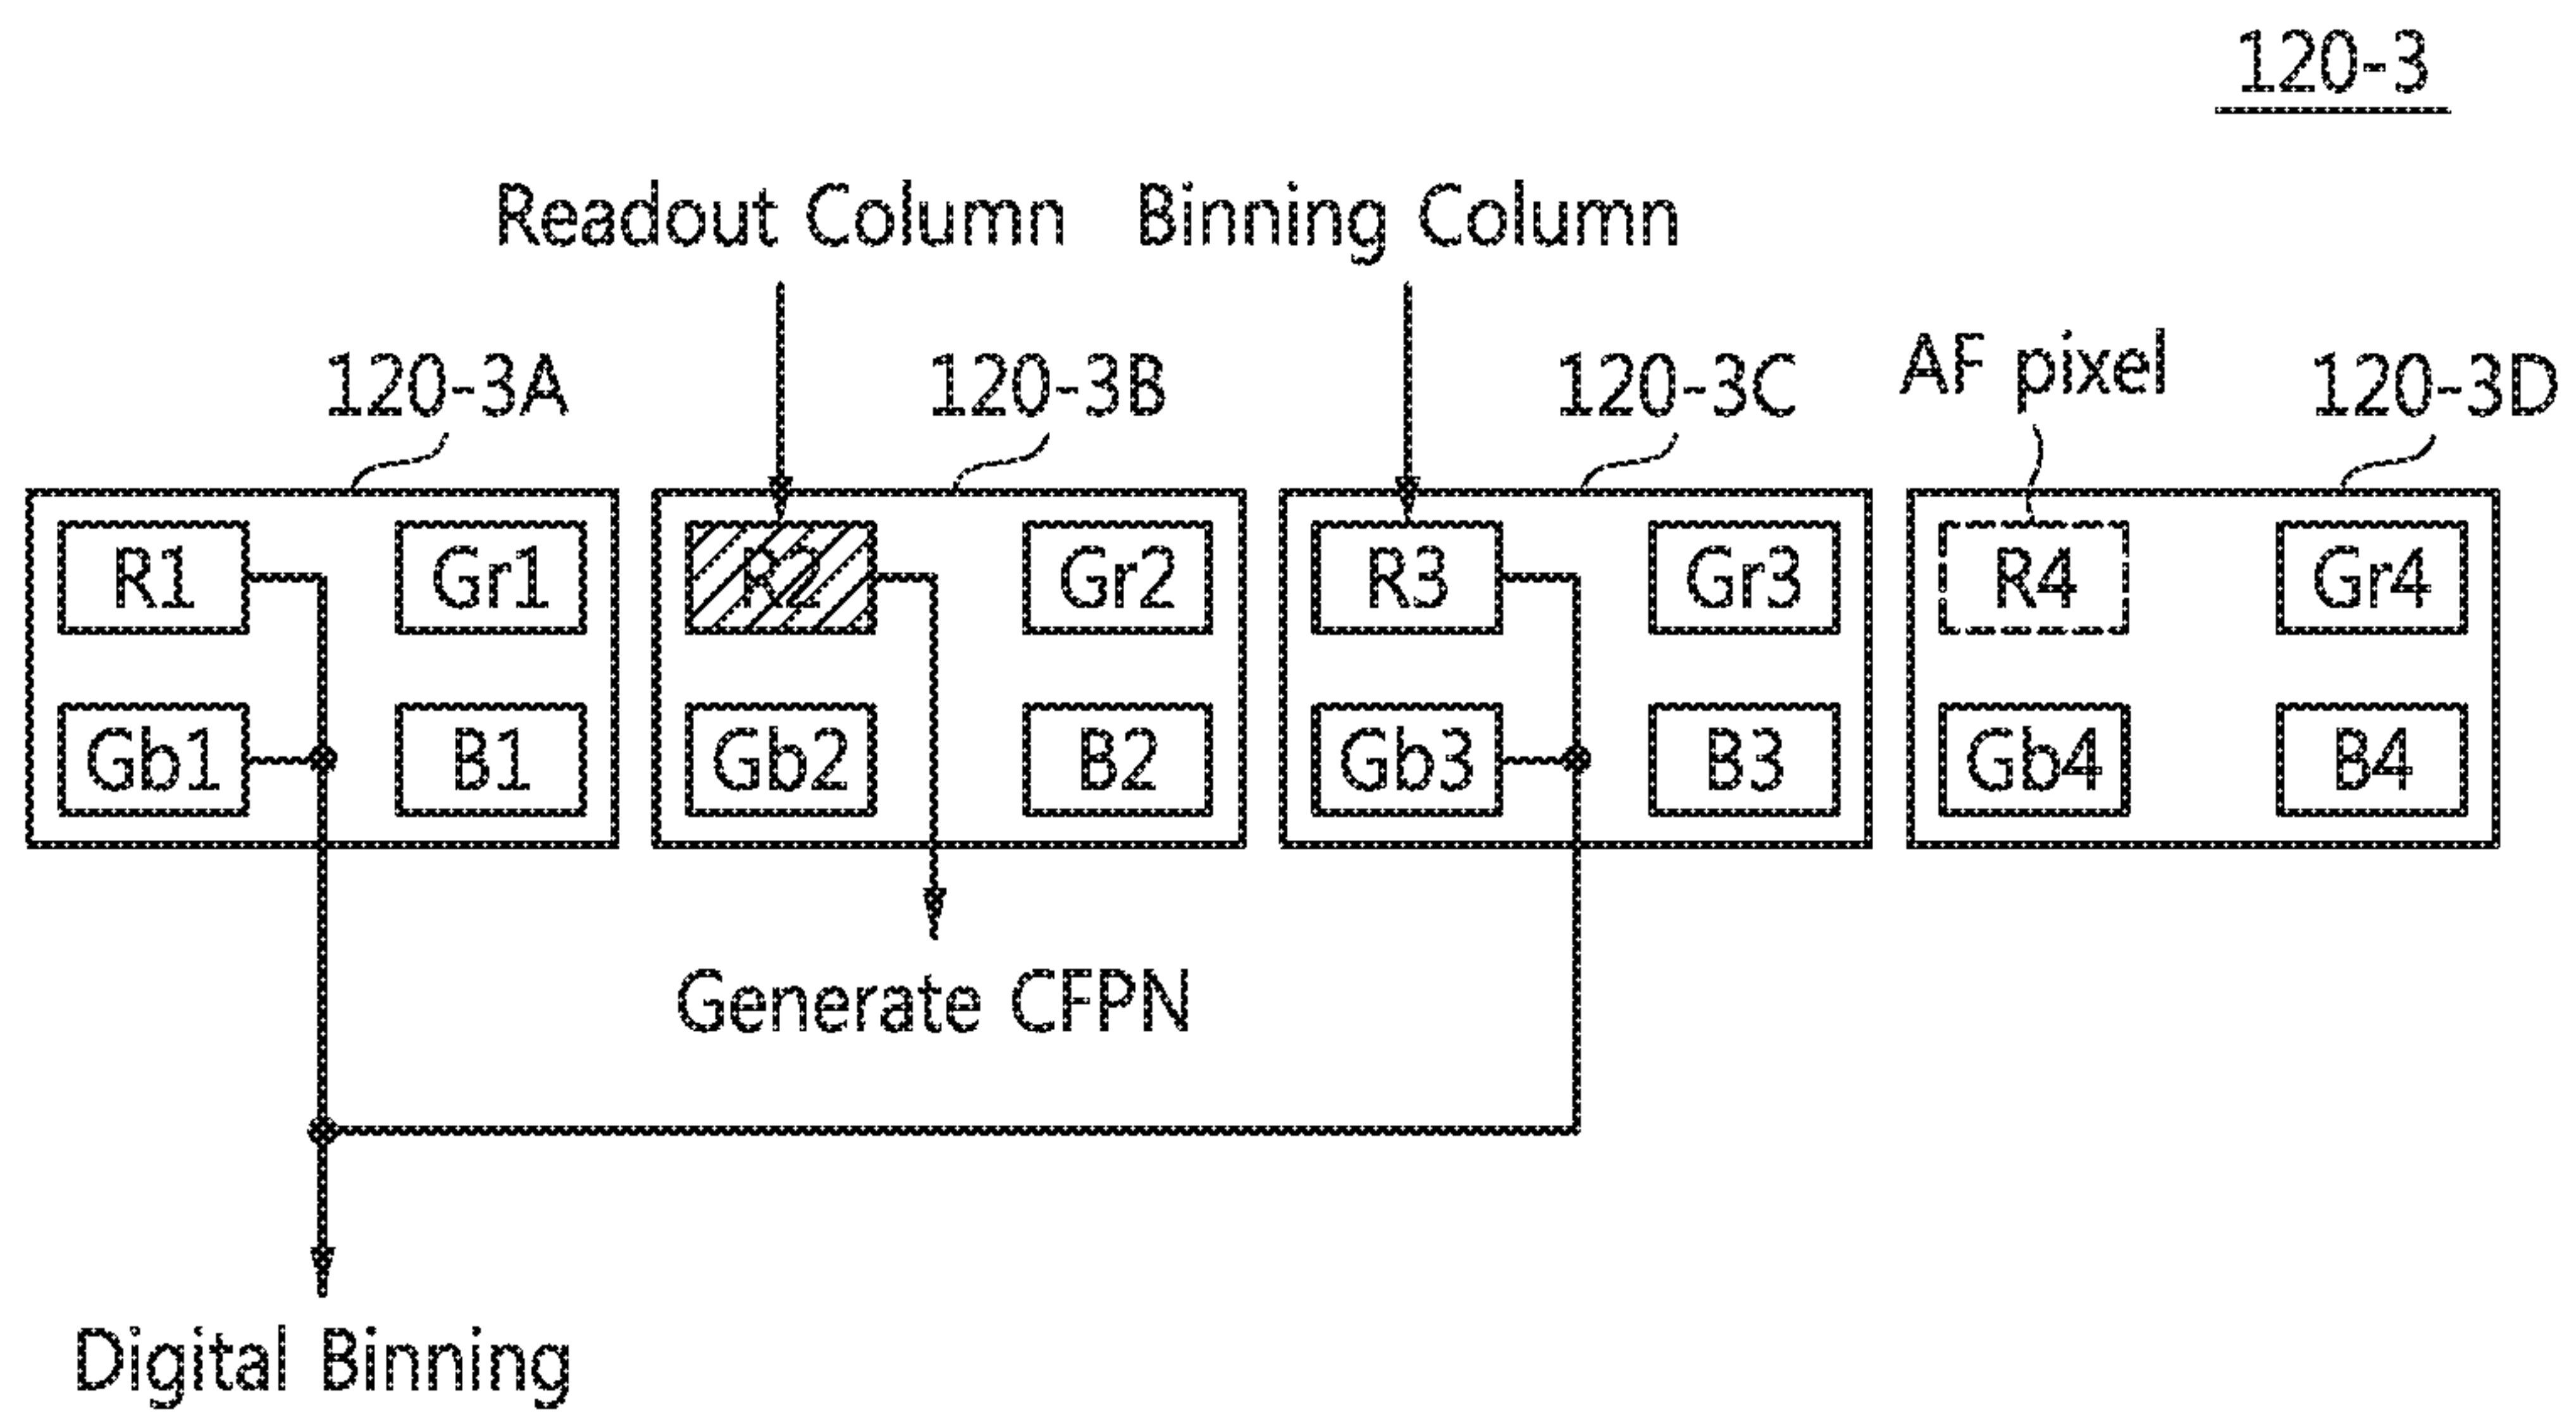 120-3
Readout Column Binning Column
120-3A 120-3B 120-3C AF pixel 120-3D
R1 Gr1 R2 Gr2 R3 Gr3 R4 Gr4
Gb1 B1 Gb2 B2 Gb3 B3 Gb4 B4
Generate CFPN
Digital Binning